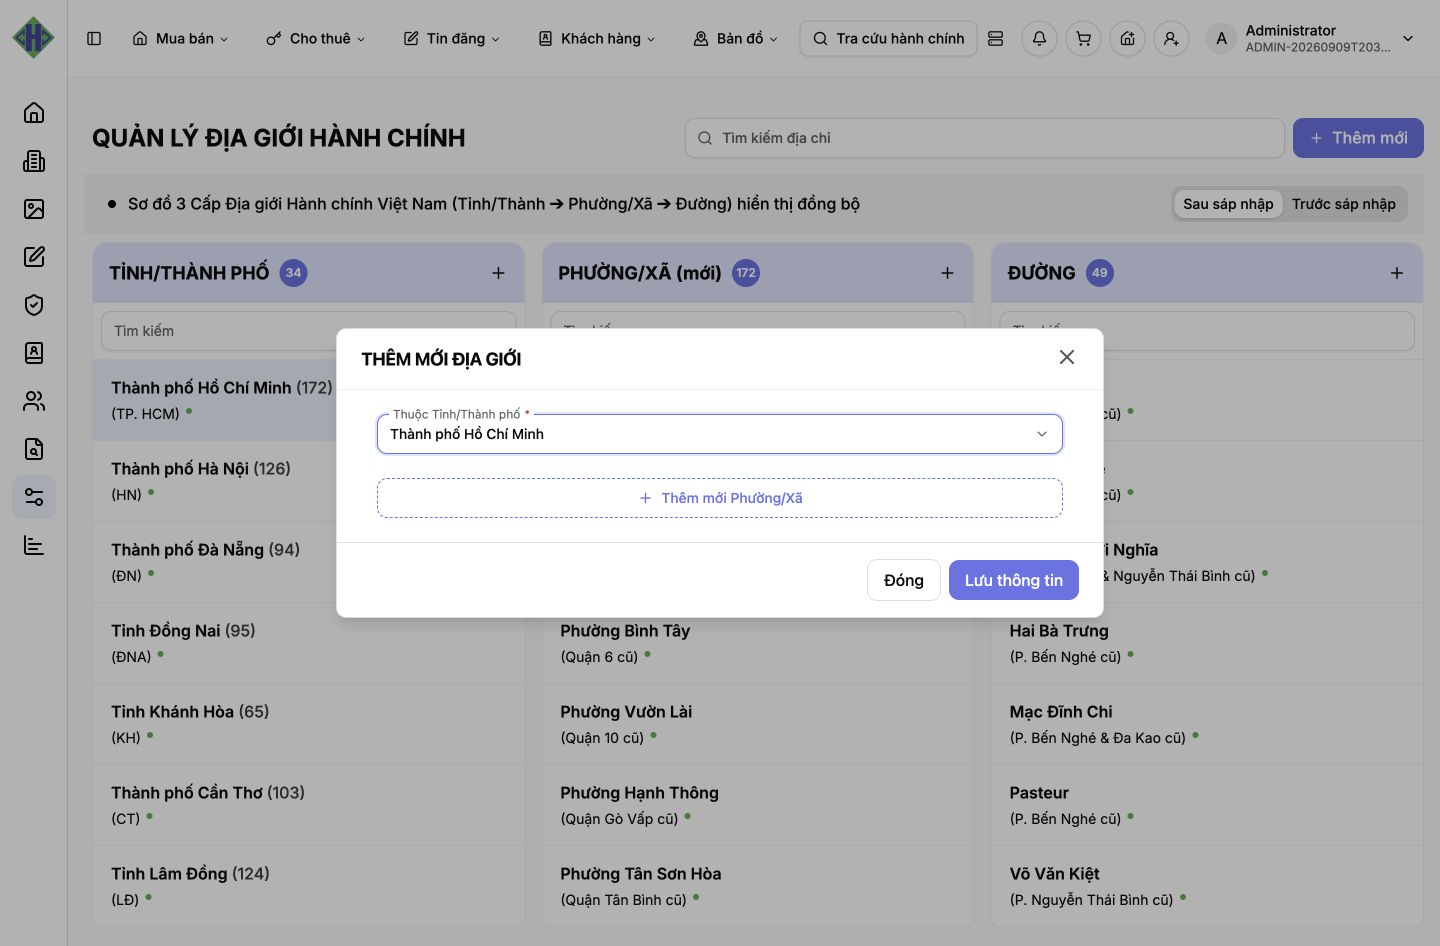 Mua bán
Cho thuê
Tin đăng
Khách hàng
Bản đồ
Tra cứu hành chính
A
Administrator
ADMIN-20260909T203...
QUẢN LÝ ĐỊA GIỚI HÀNH CHÍNH
Tìm kiếm địa chỉ
Thêm mới
Sơ đồ 3 Cấp Địa giới Hành chính Việt Nam (Tỉnh/Thành → Phường/Xã → Đường) hiển thị đồng bộ
Sau sáp nhập
Trước sáp nhập
TỈNH/THÀNH PHỐ 34
Tìm kiếm
Thành phố Hồ Chí Minh (172)
(TP. HCM)
Thành phố Hà Nội (126)
(HN)
Thành phố Đà Nẵng (94)
(ĐN)
Tỉnh Đồng Nai (95)
(ĐNA)
Tỉnh Khánh Hòa (65)
(KH)
Thành phố Cần Thơ (103)
(CT)
Tỉnh Lâm Đồng (124)
(LĐ)
PHƯỜNG/XÃ (mới) 172
Phường Bình Tây
(Quận 6 cũ)
Phường Vườn Lài
(Quận 10 cũ)
Phường Hạnh Thông
(Quận Gò Vấp cũ)
Phường Tân Sơn Hòa
(Quận Tân Bình cũ)
ĐƯỜNG 49
cũ)
cũ)
Nghĩa
& Nguyễn Thái Bình cũ)
Hai Bà Trưng
(P. Bến Nghé cũ)
Mạc Đĩnh Chi
(P. Bến Nghé & Đa Kao cũ)
Pasteur
(P. Bến Nghé cũ)
Võ Văn Kiệt
(P. Nguyễn Thái Bình cũ)
THÊM MỚI ĐỊA GIỚI
Thuộc Tỉnh/Thành phố *
Thành phố Hồ Chí Minh
Thêm mới Phường/Xã
Đóng
Lưu thông tin